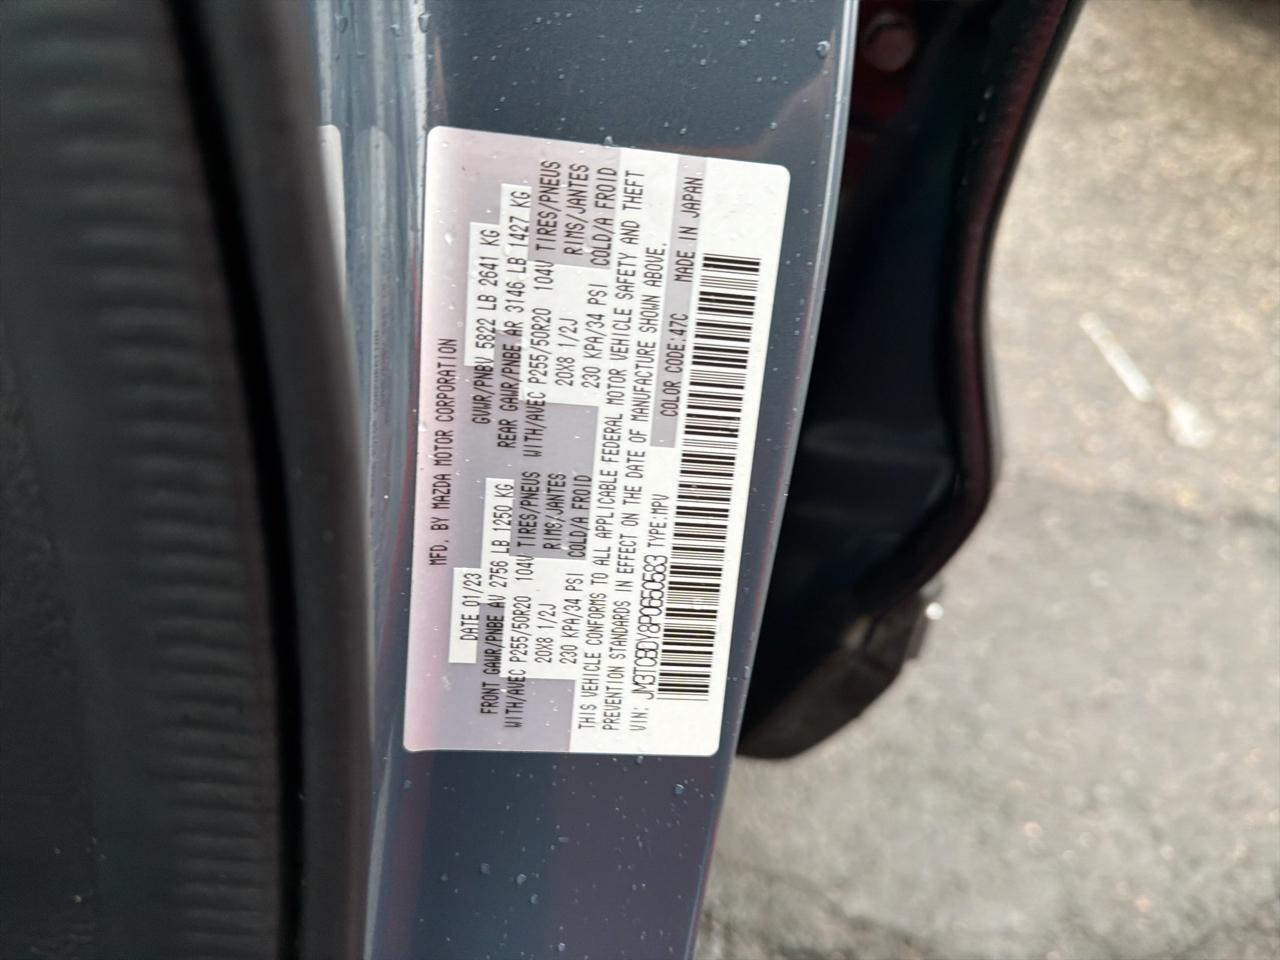 MFD. BY MAZDA MOTOR CORPORATION
DATE 01/23 GVWR/PNBV 5822 LB 2641 KG
FRONT GAWR/PNBE AV 2756 LB 1250 KG REAR GAWR/PNBE AR 3146 LB 1427 KG
WITH/AVEC P255/50R20 104V TIRES/PNEUS WITH/AVEC P255/50R20 104V TIRES/PNEUS
20X8 1/2J RIMS/JANTES 20X8 1/2J RIMS/JANTES
230 KPA/34 PSI COLD/A FROID 230 KPA/34 PSI COLD/A FROID
THIS VEHICLE CONFORMS TO ALL APPLICABLE FEDERAL MOTOR VEHICLE SAFETY AND THEFT
PREVENTION STANDARDS IN EFFECT ON THE DATE OF MANUFACTURE SHOWN ABOVE.
VIN: JM3TCBDY8P0650583 TYPE:MPV COLOR CODE:47C MADE IN JAPAN